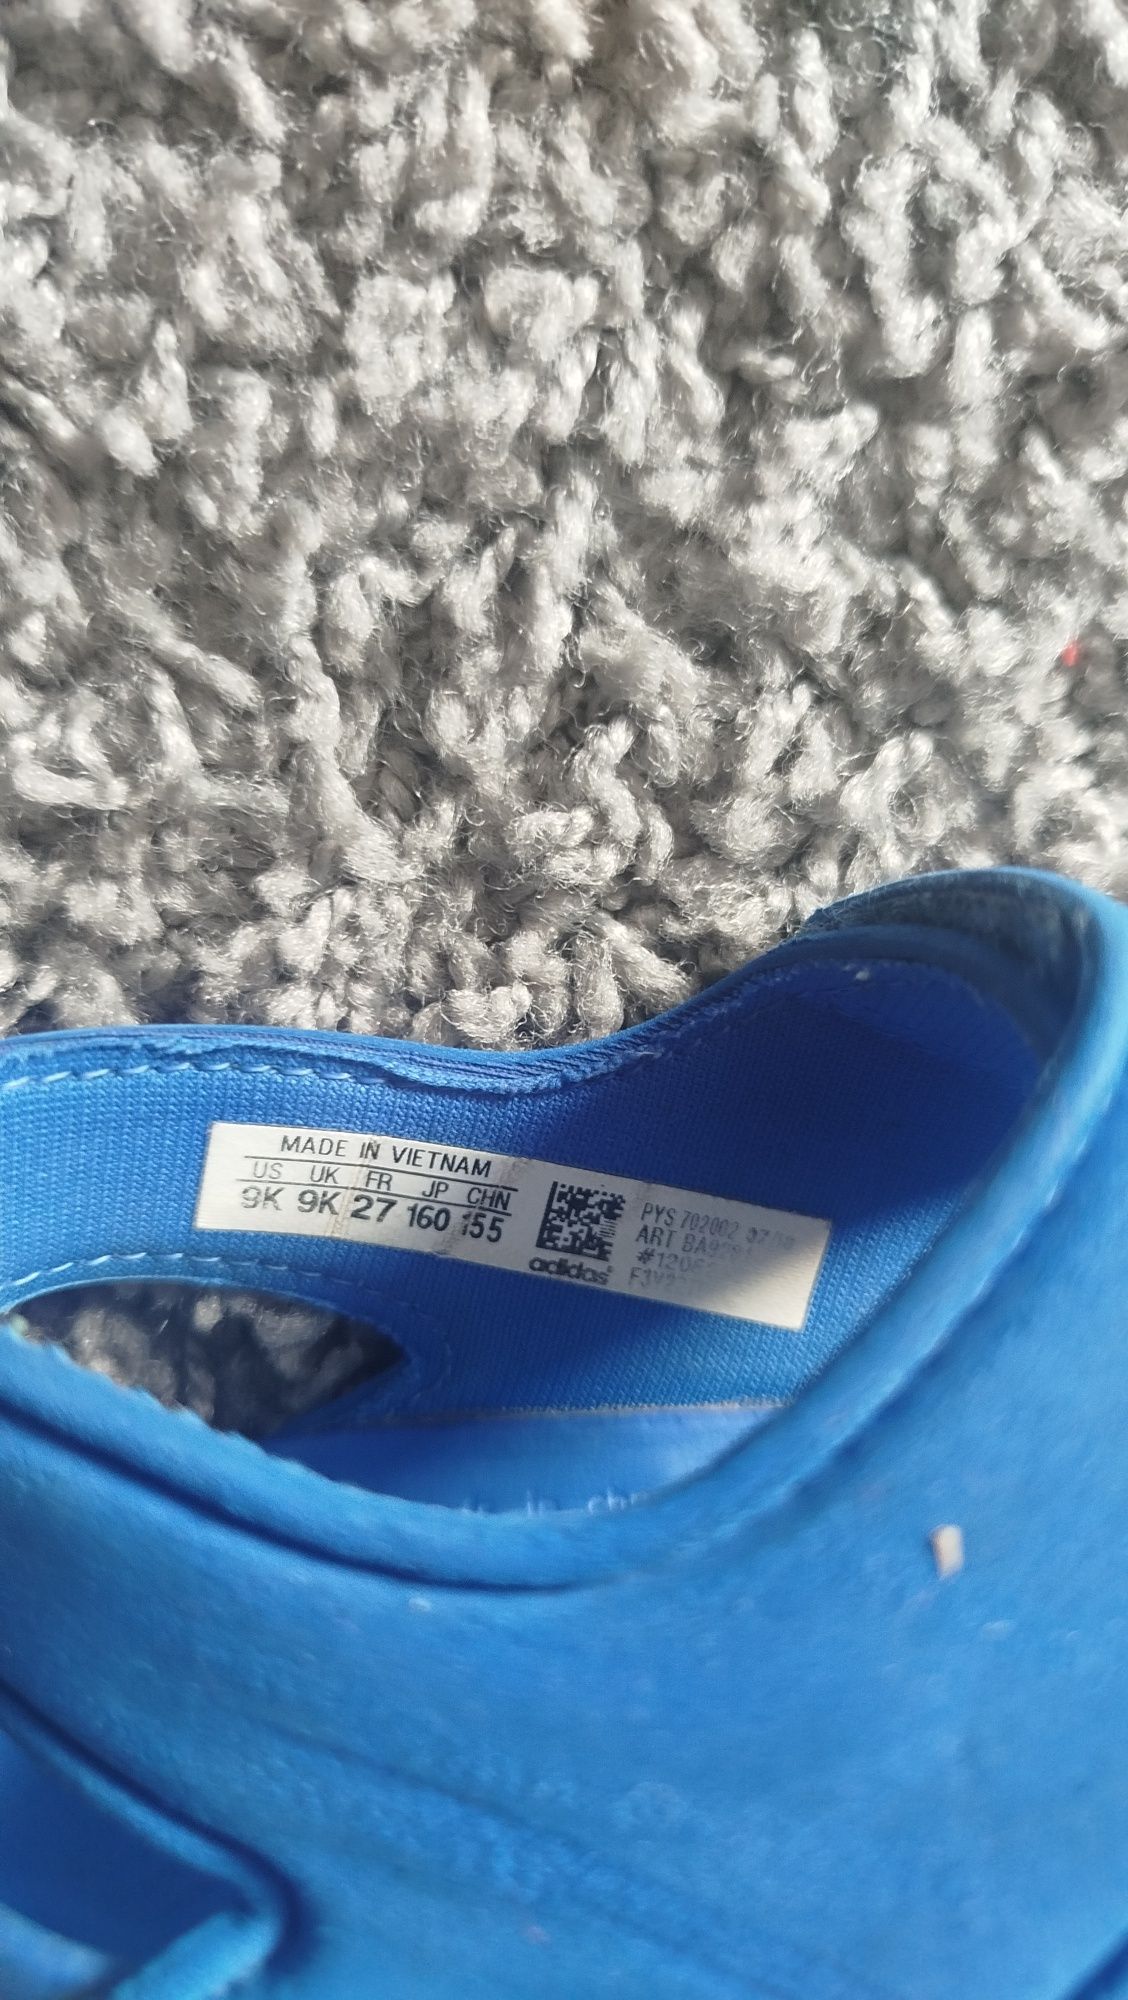 MADE IN VIETNAM
US UK FR JP CHN
9K 9K 27 160 155
adidas
PYS 702002
ART